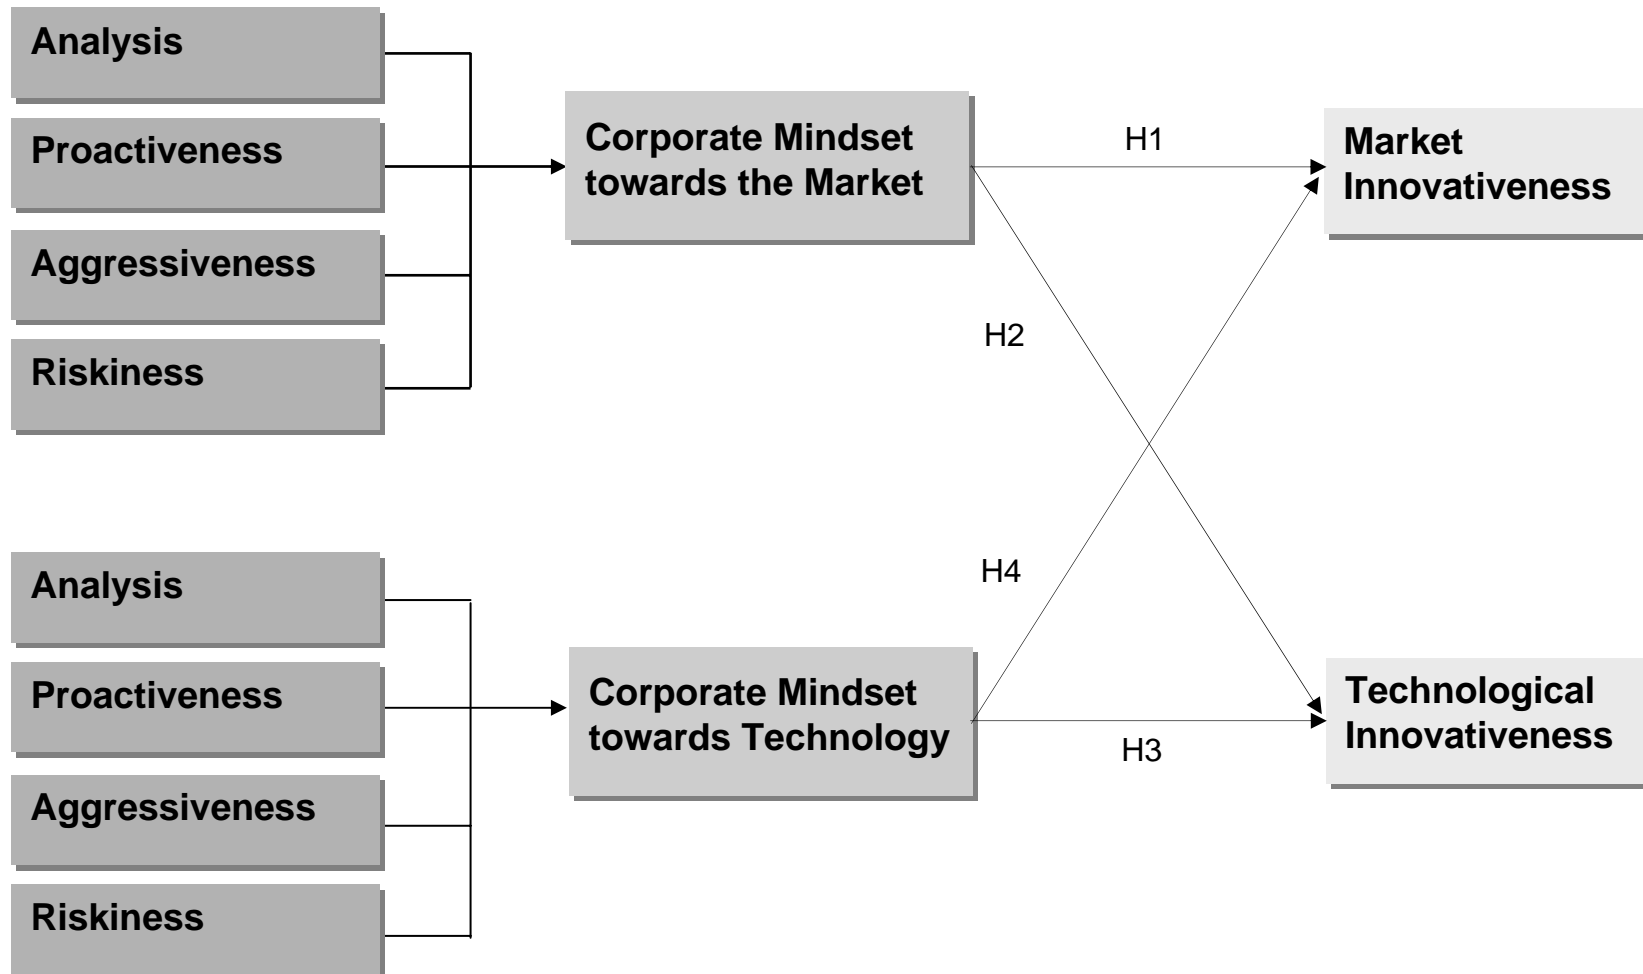 Analysis
Proactiveness
Aggressiveness
Riskiness
Corporate Mindset
towards the Market
H1
Market
Innovativeness
H2
H4
Analysis
Proactiveness
Aggressiveness
Riskiness
Corporate Mindset
towards Technology
H3
Technological
Innovativeness